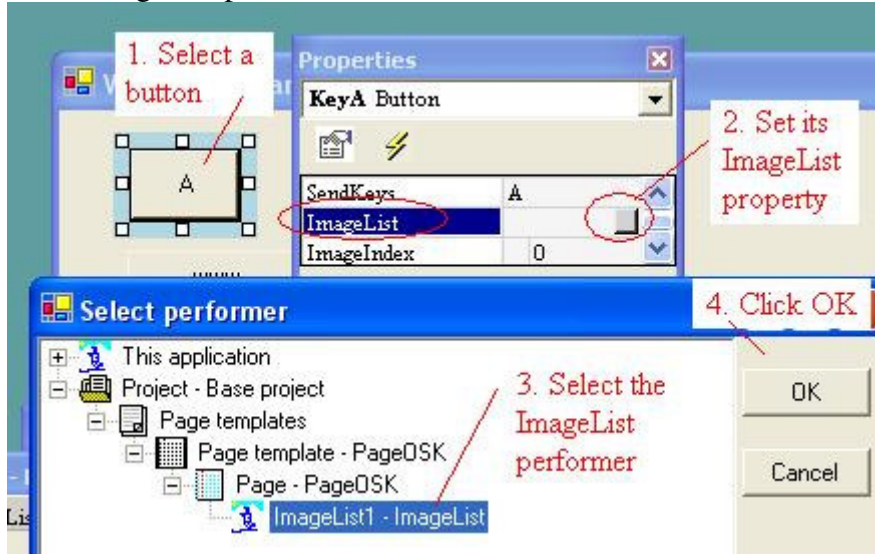 1. Select a
button
Properties
KeyA Button
2. Set its
ImageList
property
A
SendKeys A
ImageList
ImageIndex 0
Select performer
4. Click OK
This application
Project - Base project
Page templates
Page template - PageOSK
Page - PageOSK
ImageList1 - ImageList
3. Select the
ImageList
performer
OK
Cancel